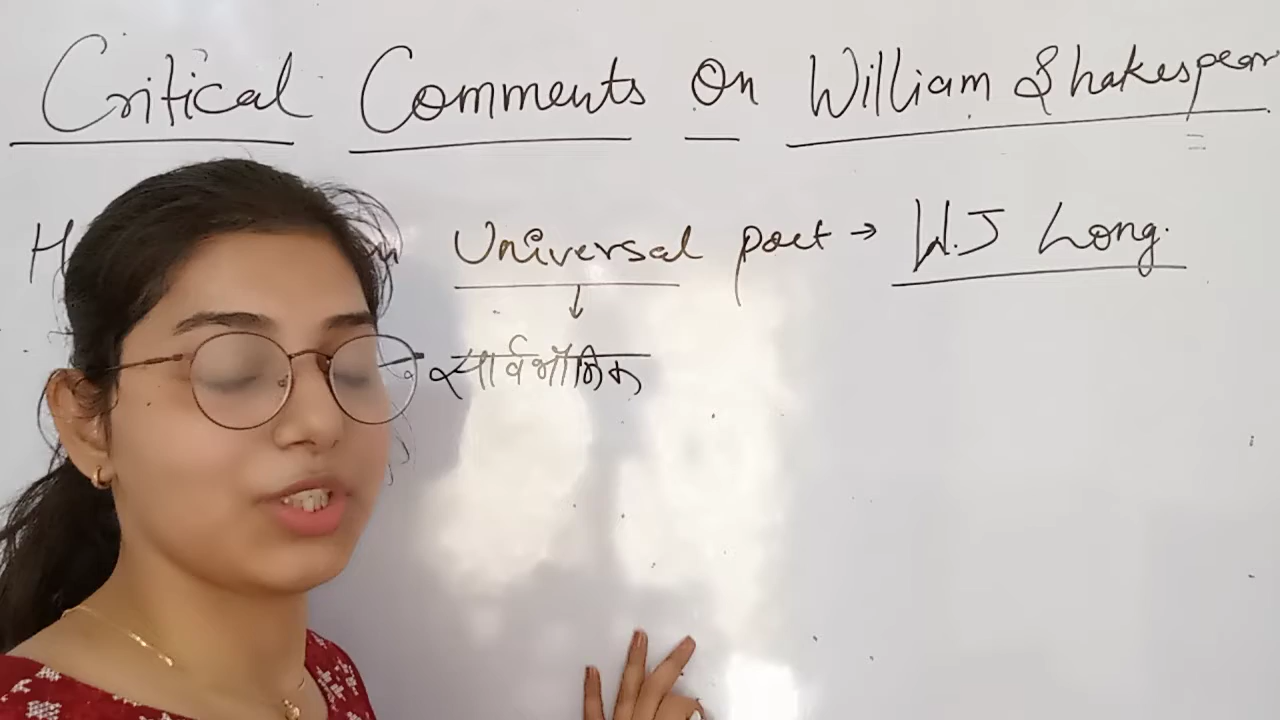 Critical Comments On William Shakespear
Universal poet → W.J Long.
↓
सार्वभौमिक